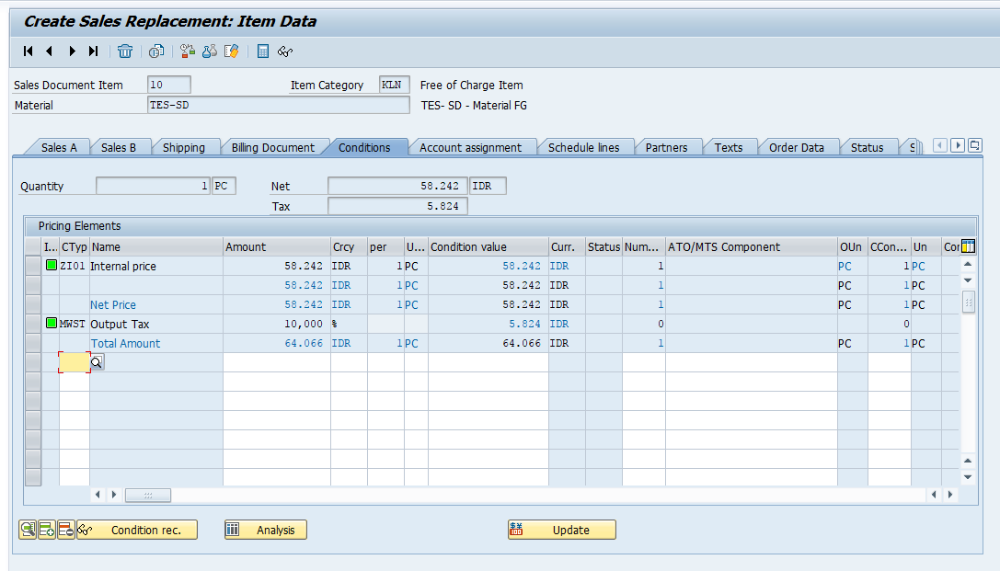 Create Sales Replacement: Item Data
Sales Document Item 10 Item Category KLN Free of Charge Item
Material TES-SD TES- SD - Material FG
Sales A Sales B Shipping Billing Document Conditions Account assignment Schedule lines Partners Texts Order Data Status S
Quantity 1 PC Net 58.242 IDR
Tax 5.824
Pricing Elements
I... CTyp Name Amount Crcy per U... Condition value Curr. Status Num... ATO/MTS Component OUn CCon... Un Cor
ZI01 Internal price 58.242 IDR 1 PC 58.242 IDR 1 PC 1 PC
58.242 IDR 1 PC 58.242 IDR 1 PC 1 PC
Net Price 58.242 IDR 1 PC 58.242 IDR 1 PC 1 PC
MWST Output Tax 10,000 % 5.824 IDR 0 0
Total Amount 64.066 IDR 1 PC 64.066 IDR 1 PC 1 PC
Condition rec. Analysis Update